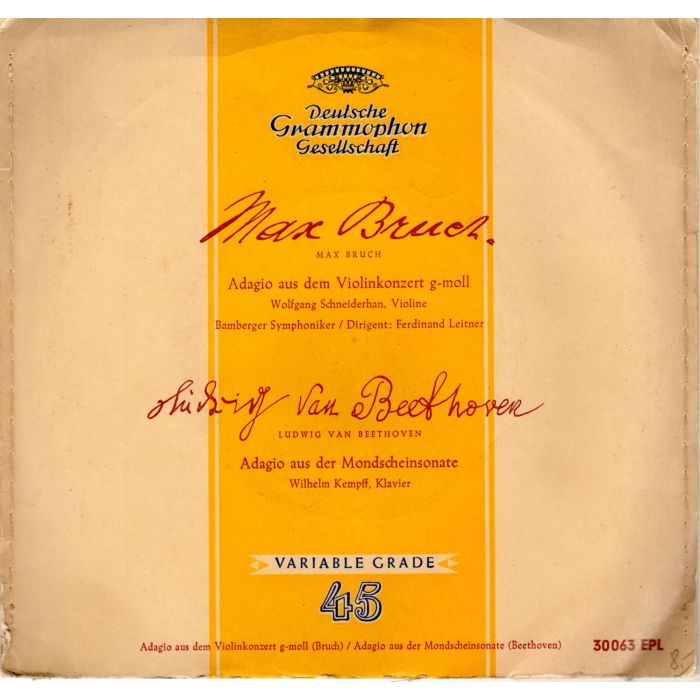 Deutsche
Grammophon
Gesellschaft
Max Bruch.
MAX BRUCH
Adagio aus dem Violinkonzert g-moll
Wolfgang Schneiderhan, Violine
Bamberger Symphoniker / Dirigent: Ferdinand Leitner
Ludwig van Beethoven
LUDWIG VAN BEETHOVEN
Adagio aus der Mondscheinsonate
Wilhelm Kempff, Klavier
VARIABLE GRADE
45
Adagio aus dem Violinkonzert g-moll (Bruch) / Adagio aus der Mondscheinsonate (Beethoven)
30063 EPL
8.-